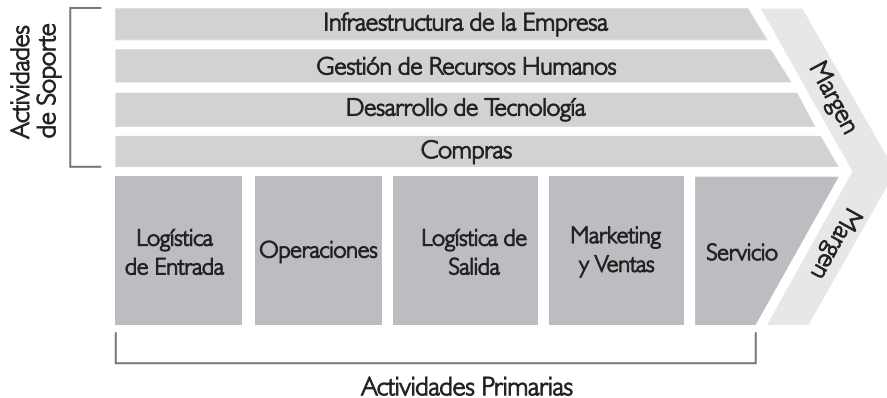 Actividades
de Soporte
Infraestructura de la Empresa
Gestión de Recursos Humanos
Desarrollo de Tecnología
Compras
Margen
Logística
de Entrada
Operaciones
Logística de
Salida
Marketing
y Ventas
Servicio
Margen
Actividades Primarias